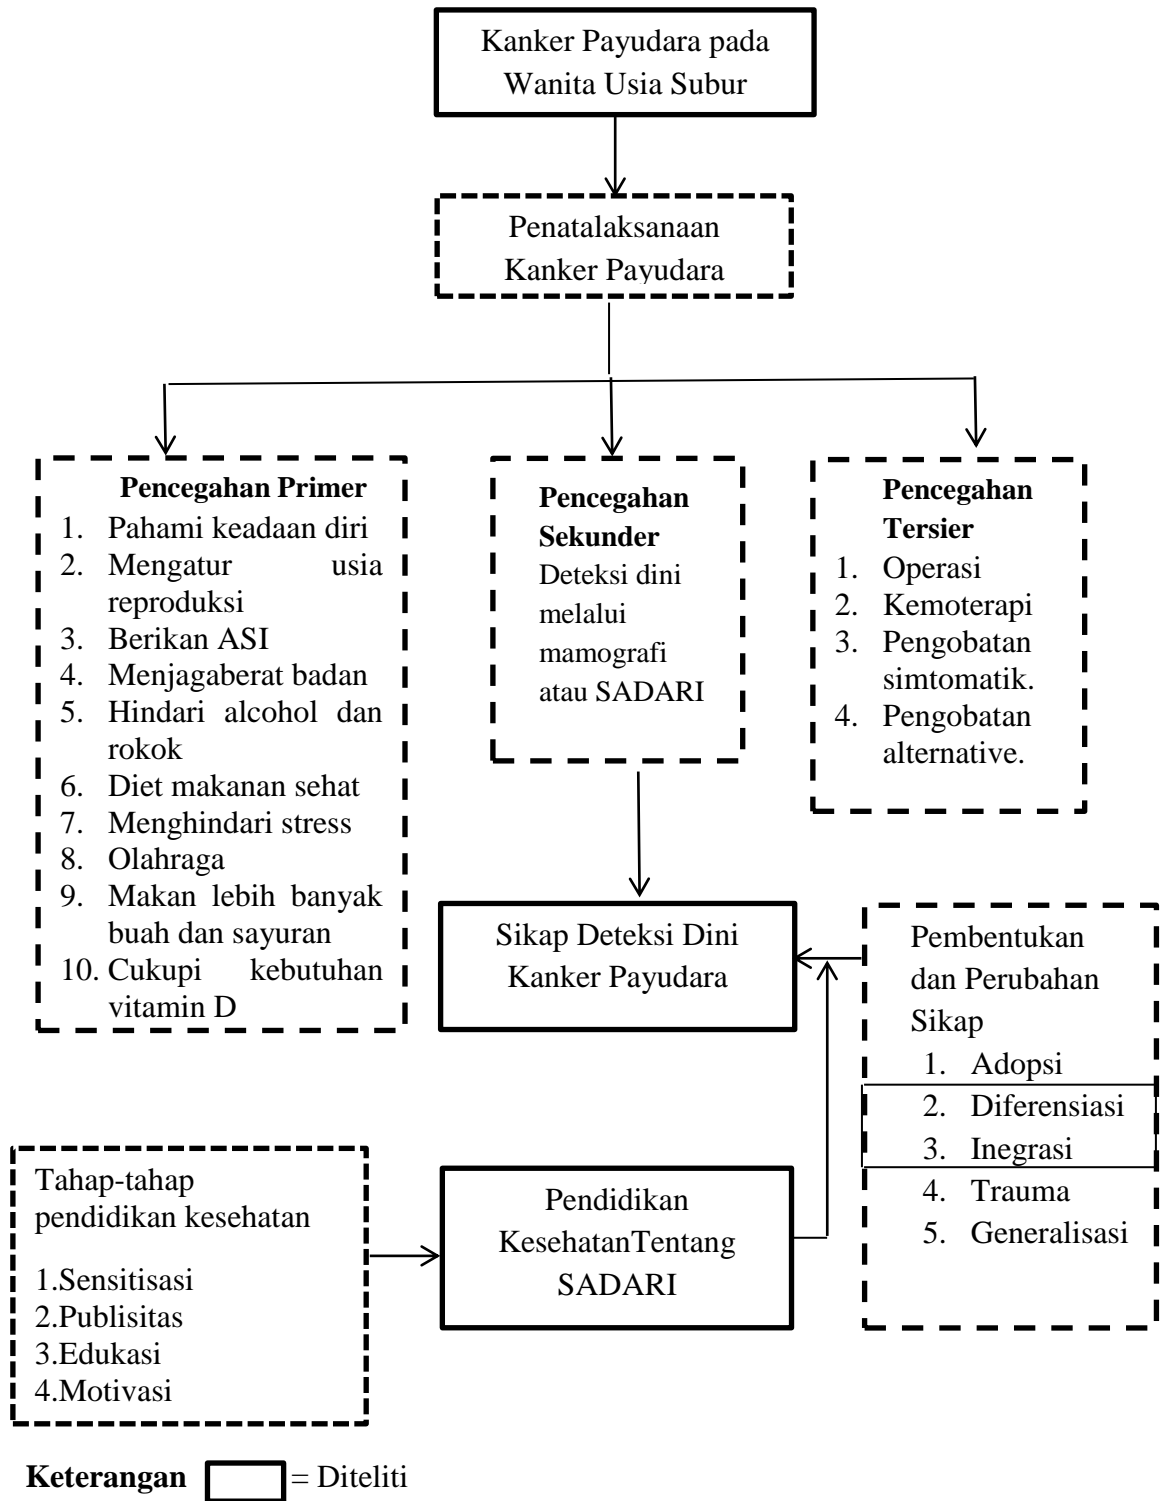 Kanker Payudara pada
Wanita Usia Subur
Penatalaksanaan
Kanker Payudara
Pencegahan Primer
1. Pahami keadaan diri
2. Mengatur usia
reproduksi
3. Berikan ASI
4. Menjagaberat badan
5. Hindari alcohol dan
rokok
6. Diet makanan sehat
7. Menghindari stress
8. Olahraga
9. Makan lebih banyak
buah dan sayuran
10. Cukupi kebutuhan
vitamin D
Pencegahan
Sekunder
Deteksi dini
melalui
mamografi
atau SADARI
Pencegahan
Tersier
1. Operasi
2. Kemoterapi
3. Pengobatan
simtomatik.
4. Pengobatan
alternative.
Sikap Deteksi Dini
Kanker Payudara
Pembentukan
dan Perubahan
Sikap
1. Adopsi
2. Diferensiasi
3. Inegrasi
4. Trauma
5. Generalisasi
Tahap-tahap
pendidikan kesehatan
1.Sensitisasi
2.Publisitas
3.Edukasi
4.Motivasi
Pendidikan
KesehatanTentang
SADARI
Keterangan = Diteliti